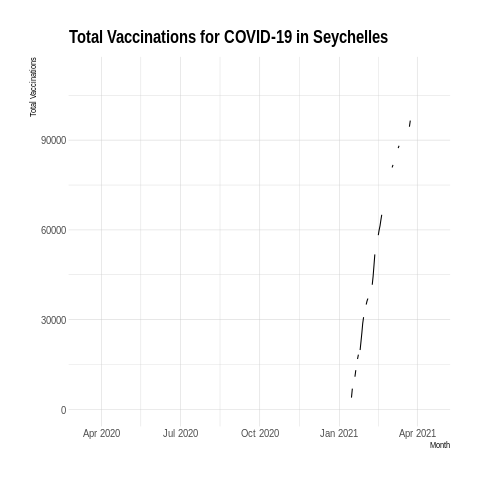 Total Vaccinations for COVID-19 in Seychelles
Total Vaccinations
90000
60000
30000
0
Apr 2020 Jul 2020 Oct 2020 Jan 2021 Apr 2021
Month